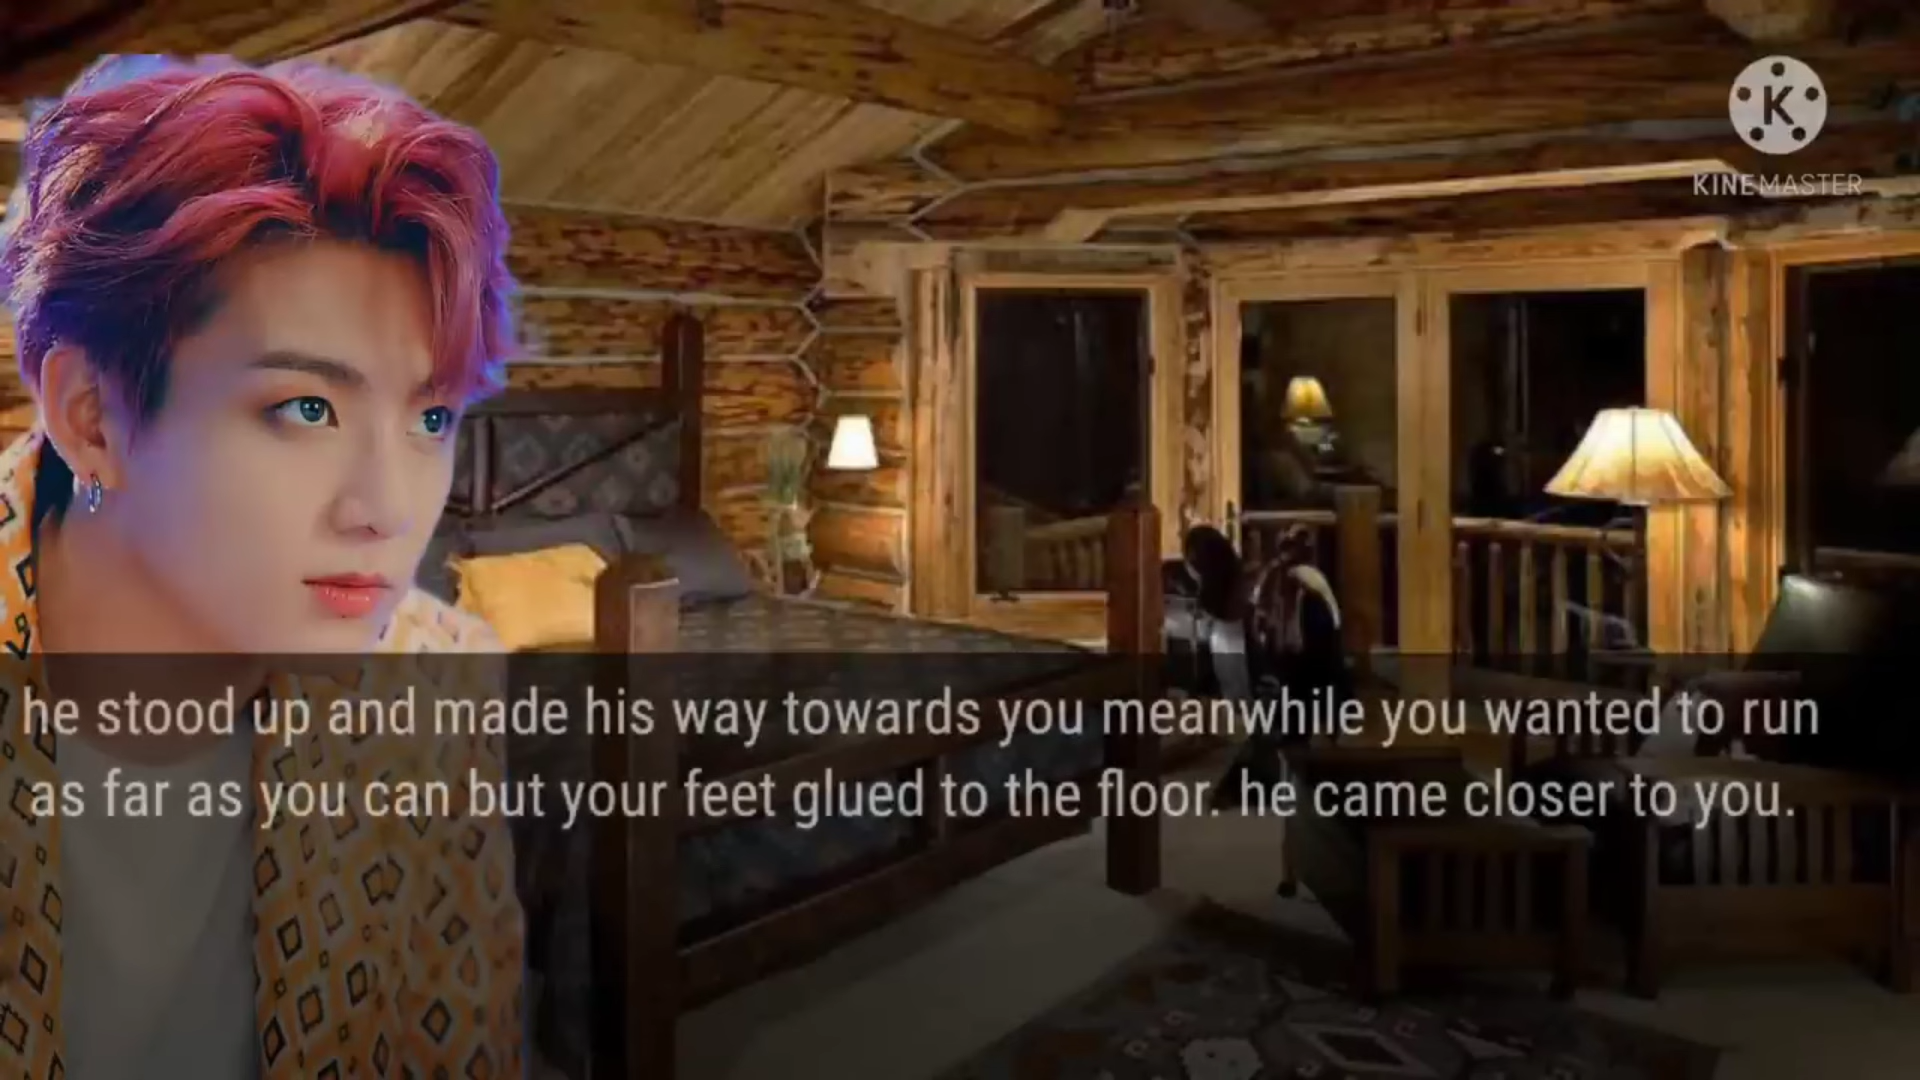 K
KINEMASTER
he stood up and made his way towards you meanwhile you wanted to run
as far as you can but your feet glued to the floor. he came closer to you.